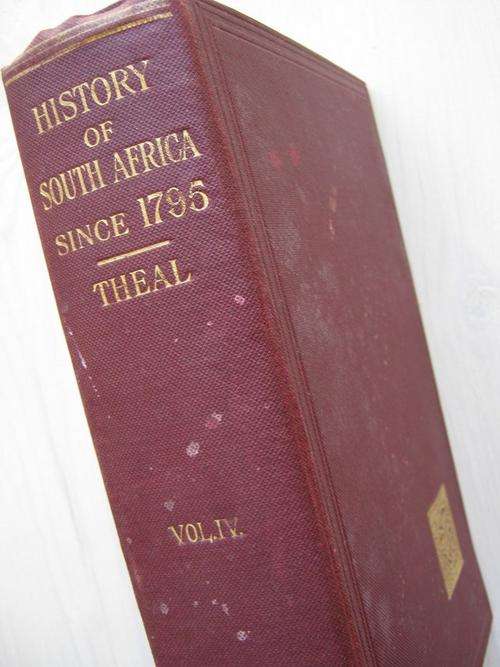 HISTORY
OF
SOUTH AFRICA
SINCE 1795
THEAL
VOL. IV.